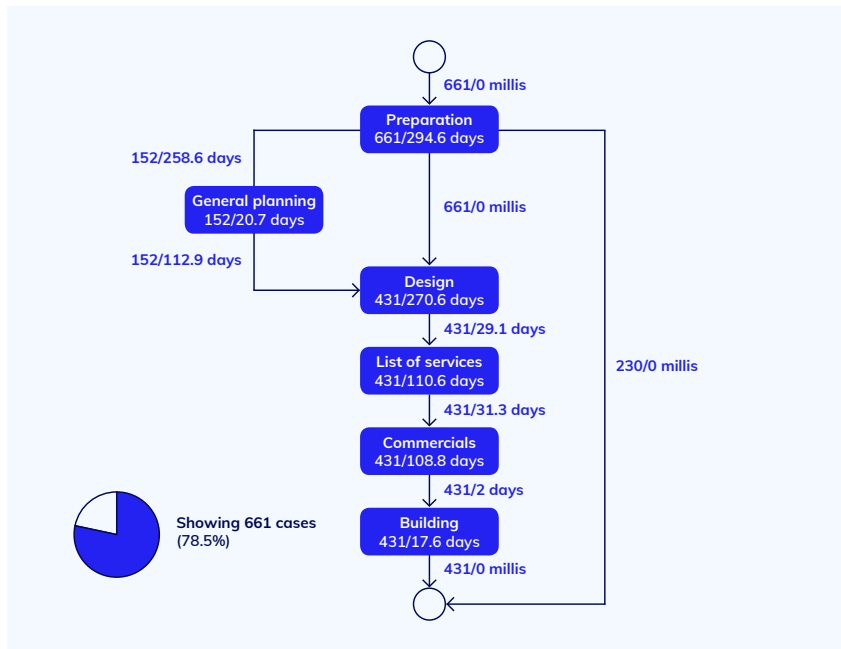 661/0 millis
Preparation
661/294.6 days
152/258.6 days
General planning
152/20.7 days
661/0 millis
152/112.9 days
Design
431/270.6 days
431/29.1 days
List of services
431/110.6 days
230/0 millis
431/31.3 days
Commercials
431/108.8 days
431/2 days
Building
431/17.6 days
Showing 661 cases
(78.5%)
431/0 millis